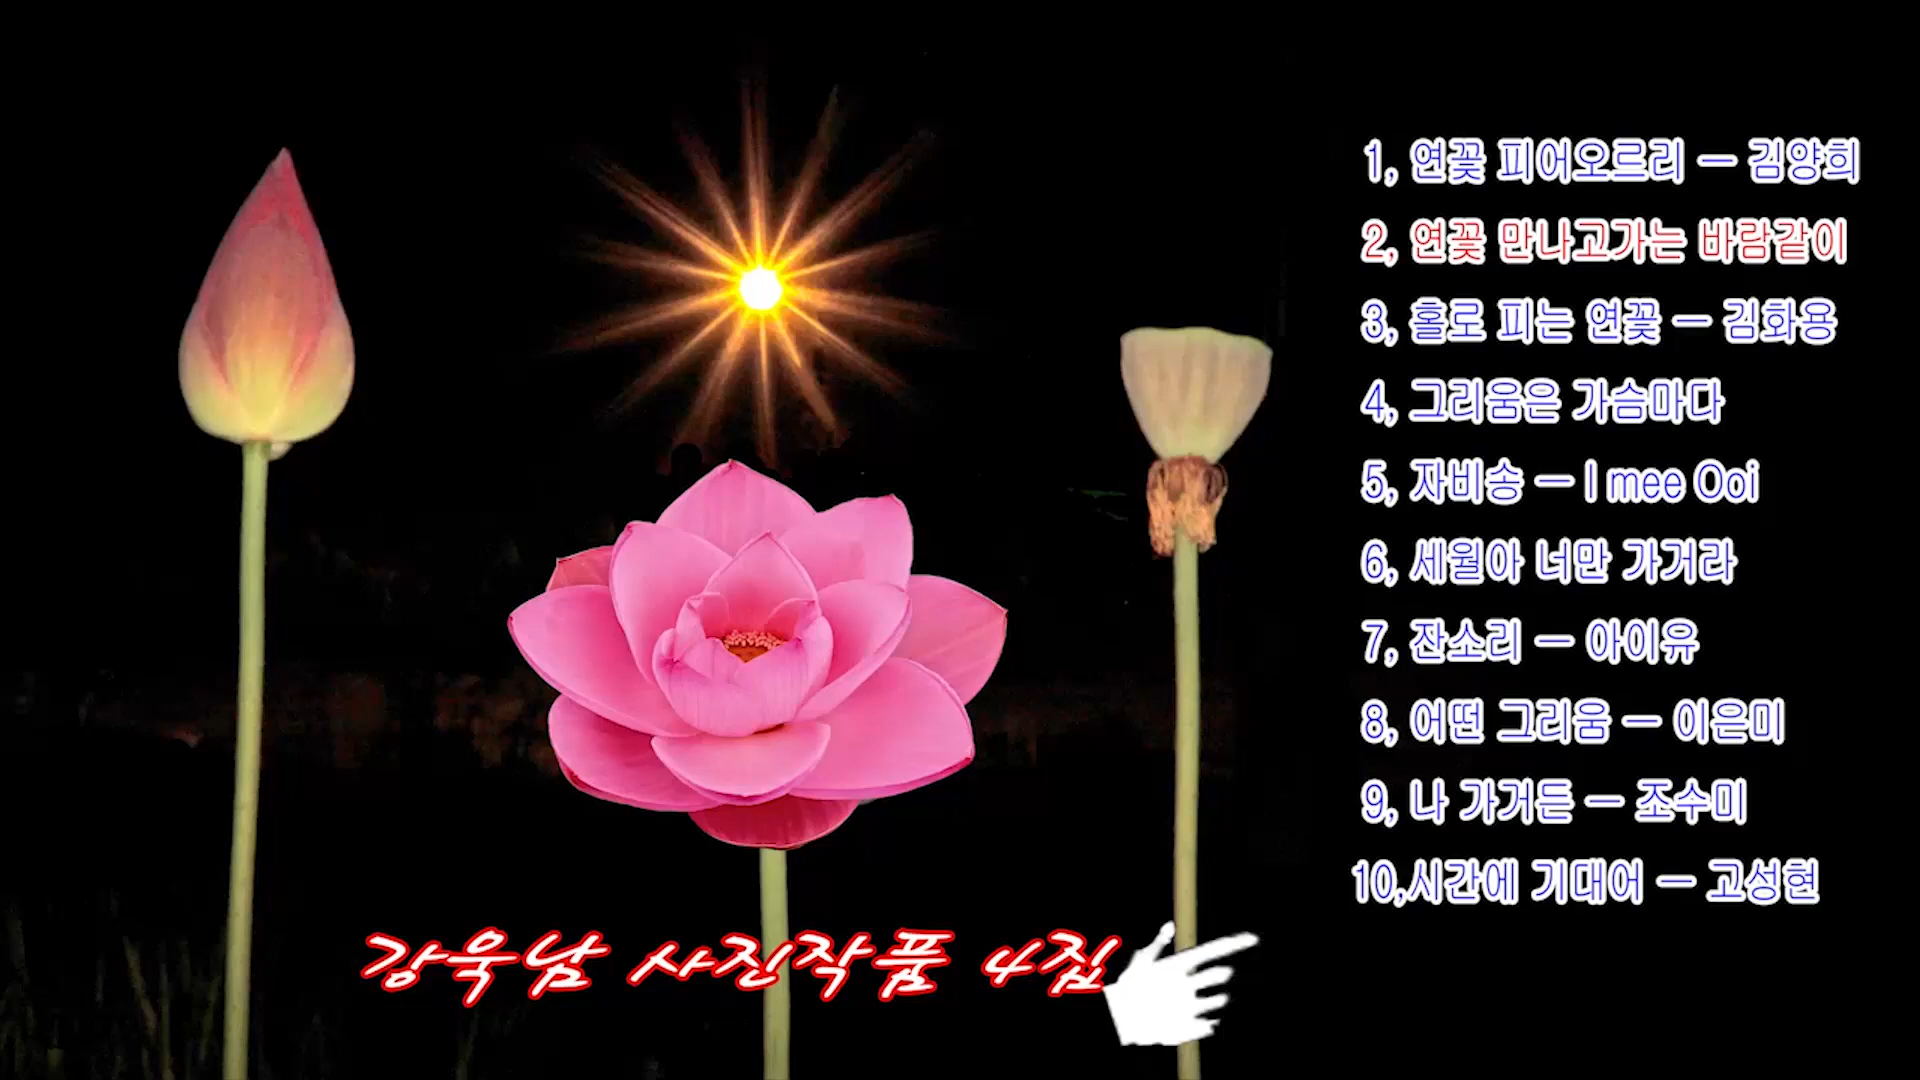 1, 연꽃 피어오르리 - 김양희
2, 연꽃 만나고가는 바람같이
3, 홀로 피는 연꽃 - 김화용
4, 그리움은 가슴마다
5, 자비송 - I mee Ooi
6, 세월아 너만 가거라
7, 잔소리 - 아이유
8, 어떤 그리움 - 이은미
9, 나 가거든 - 조수미
10,시간에 기대어 - 고성현
강욱남 사진작품 4집